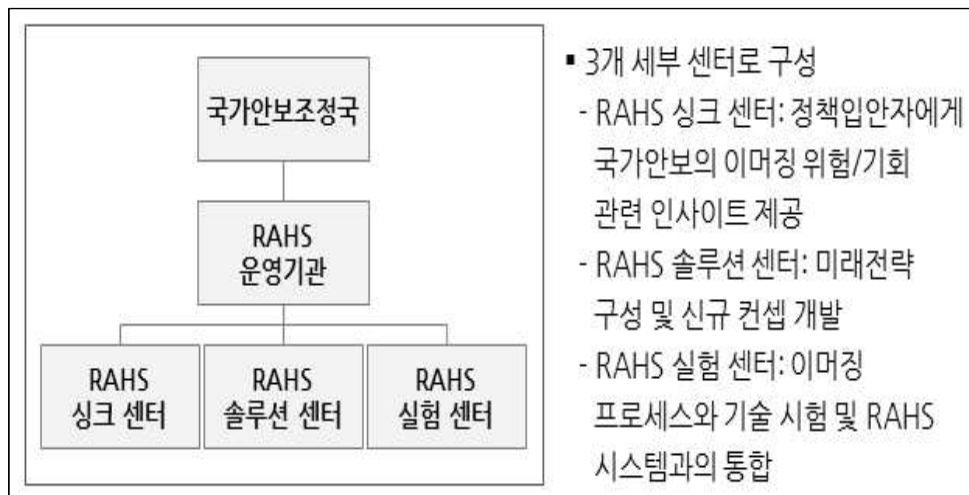 국가안보조정국
RAHS
운영기관
RAHS
싱크 센터
RAHS
솔루션 센터
RAHS
실험 센터
▪ 3개 세부 센터로 구성
- RAHS 싱크 센터: 정책입안자에게
국가안보의 이머징 위험/기회
관련 인사이트 제공
- RAHS 솔루션 센터: 미래전략
구성 및 신규 컨셉 개발
- RAHS 실험 센터: 이머징
프로세스와 기술 시험 및 RAHS
시스템과의 통합